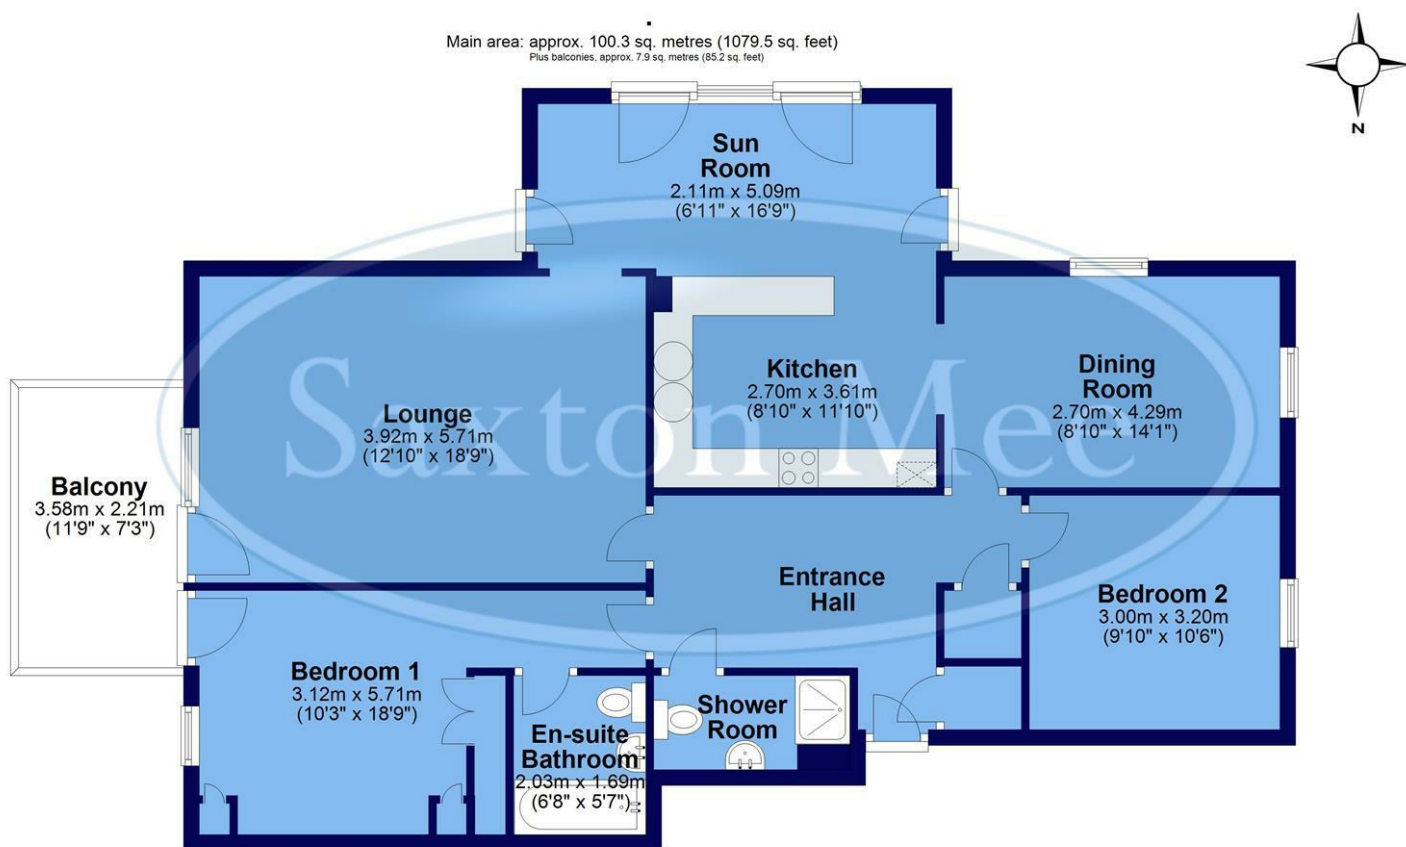 Main area: approx. 100.3 sq. metres (1079.5 sq. feet)
Plus balconies, approx. 7.9 sq. metres (85.2 sq. feet)
N
Sun
Room
2.11m x 5.09m
(6'11" x 16'9")
Kitchen
2.70m x 3.61m
(8'10" x 11'10")
Dining
Room
2.70m x 4.29m
(8'10" x 14'1")
Lounge
3.92m x 5.71m
(12'10" x 18'9")
Saxton Mee
Balcony
3.58m x 2.21m
(11'9" x 7'3")
Entrance
Hall
Bedroom 2
3.00m x 3.20m
(9'10" x 10'6")
Bedroom 1
3.12m x 5.71m
(10'3" x 18'9")
Shower
Room
En-suite
Bathroom
2.03m x 1.69m
(6'8" x 5'7")